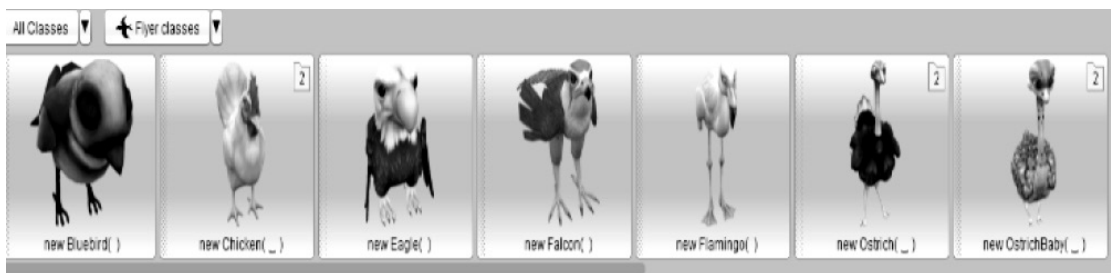 All Classes Flyer classes
2 2 2
new Bluebird( ) new Chicken( _ ) new Eagle( ) new Falcon( ) new Flamingo( ) new Ostrich( _ ) new OstrichBaby( _ )